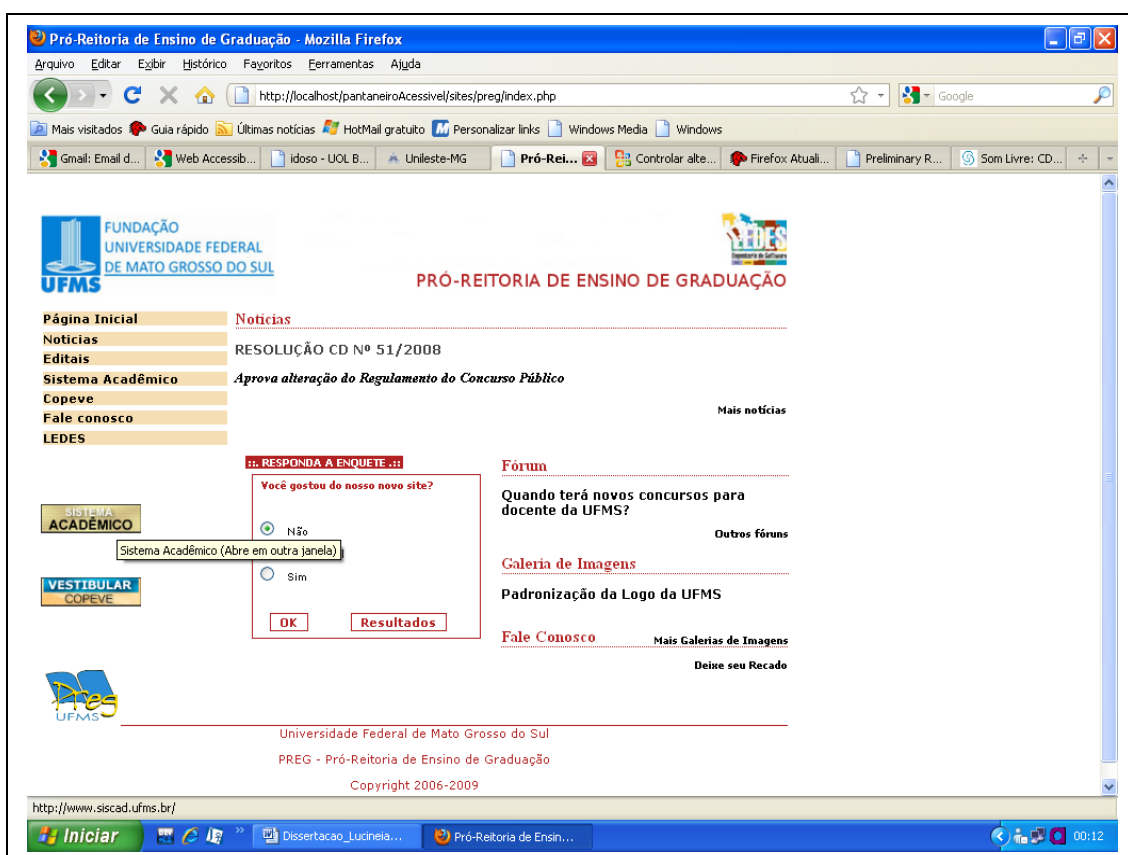 Pró-Reitoria de Ensino de Graduação - Mozilla Firefox
Arquivo Editar Exibir Histórico Favoritos Ferramentas Ajuda
http://localhost/pantaneiroAcessivel/sites/preg/index.php
Google
Mais visitados Guia rápido Últimas notícias HotMail gratuito Personalizar links Windows Media Windows
Gmail: Email d... Web Accessib... idoso - UOL B... Unileste-MG Pró-Rei... Controlar alte... Firefox Atuali... Preliminary R... Som Livre: CD...
FUNDAÇÃO
UNIVERSIDADE FEDERAL
DE MATO GROSSO DO SUL
UFMS
LEDES
Engenharia de Software
PRÓ-REITORIA DE ENSINO DE GRADUAÇÃO
Página Inicial
Notícias
Editais
Sistema Acadêmico
Copeve
Fale conosco
LEDES
Notícias
RESOLUÇÃO CD Nº 51/2008
Aprova alteração do Regulamento do Concurso Público
Mais notícias
SISTEMA
ACADÊMICO
Sistema Acadêmico (Abre em outra janela)
VESTIBULAR
COPEVE
::. RESPONDA A ENQUETE .::
Você gostou do nosso novo site?
Não
Sim
OK Resultados
Fórum
Quando terá novos concursos para
docente da UFMS?
Outros fóruns
Galeria de Imagens
Padronização da Logo da UFMS
Fale Conosco Mais Galerias de Imagens
Deixe seu Recado
Preg
UFMS
Universidade Federal de Mato Grosso do Sul
PREG - Pró-Reitoria de Ensino de Graduação
Copyright 2006-2009
http://www.siscad.ufms.br/
Iniciar Dissertacao_Lucineia... Pró-Reitoria de Ensin... 00:12